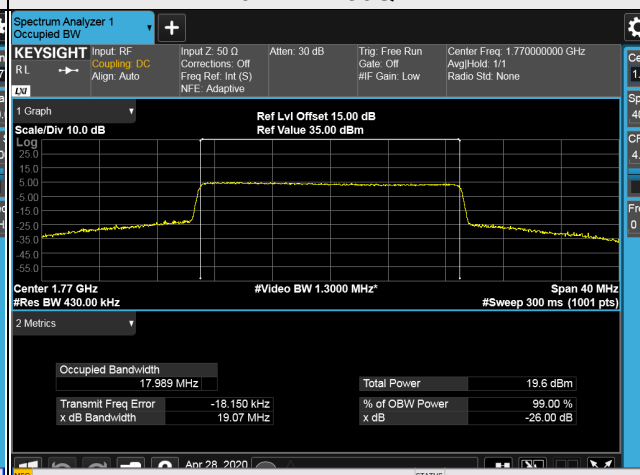 Spectrum Analyzer 1
Occupied BW
KEYSIGHT Input: RF Input Z: 50 Ω Atten: 30 dB Trig: Free Run Center Freq: 1.770000000 GHz
R L Coupling: DC Corrections: Off Gate: Off Avg|Hold: 1/1
Align: Auto Freq Ref: Int (S) #IF Gain: Low Radio Std: None
LXI NFE: Adaptive
1 Graph
Ref Lvl Offset 15.00 dB
Scale/Div 10.0 dB Ref Value 35.00 dBm
Log
25.0
15.0
5.00
-5.00
-15.0
-25.0
-35.0
-45.0
-55.0
Center 1.77 GHz #Video BW 1.3000 MHz* Span 40 MHz
#Res BW 430.00 kHz #Sweep 300 ms (1001 pts)
2 Metrics
Occupied Bandwidth
17.989 MHz Total Power 19.6 dBm
Transmit Freq Error -18.150 kHz % of OBW Power 99.00 %
x dB Bandwidth 19.07 MHz x dB -26.00 dB
Apr 28, 2020
MSG STATUS